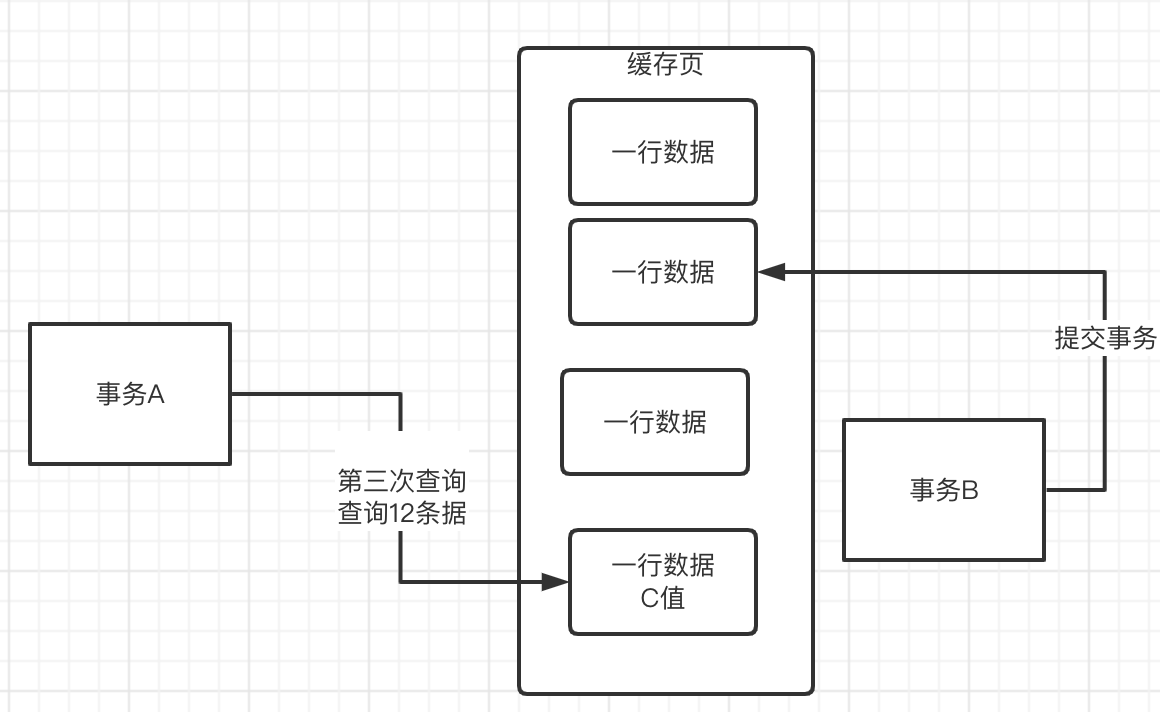 缓存页
一行数据
一行数据
提交事务
事务A
一行数据
第三次查询
查询12条据
事务B
一行数据
C值